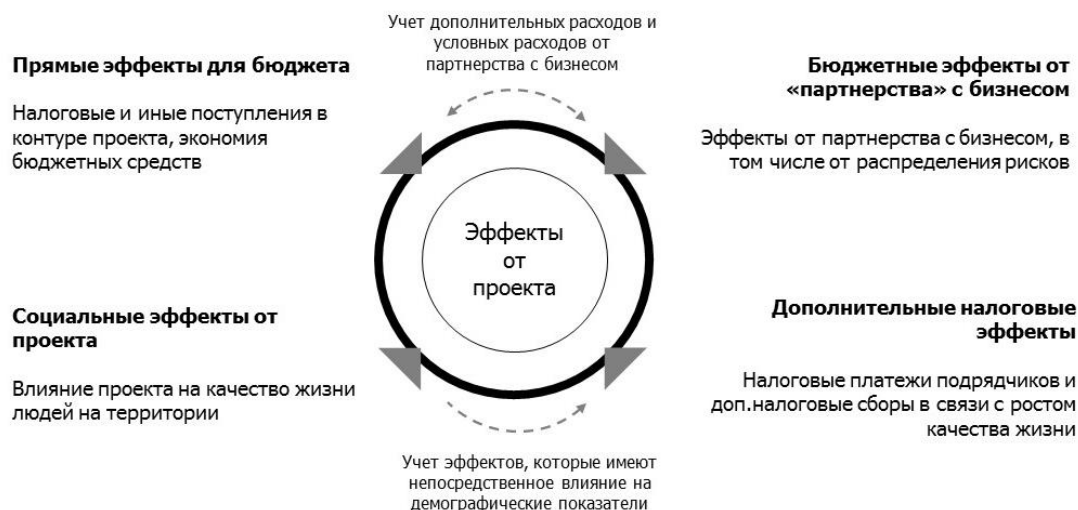 Учет дополнительных расходов и
условных расходов от
партнерства с бизнесом
Прямые эффекты для бюджета
Налоговые и иные поступления в
контуре проекта, экономия
бюджетных средств
Бюджетные эффекты от
«партнерства» с бизнесом
Эффекты от партнерства с бизнесом, в
том числе от распределения рисков
Эффекты
от
проекта
Социальные эффекты от
проекта
Влияние проекта на качество жизни
людей на территории
Дополнительные налоговые
эффекты
Налоговые платежи подрядчиков и
доп.налоговые сборы в связи с ростом
качества жизни
Учет эффектов, которые имеют
непосредственное влияние на
демографические показатели